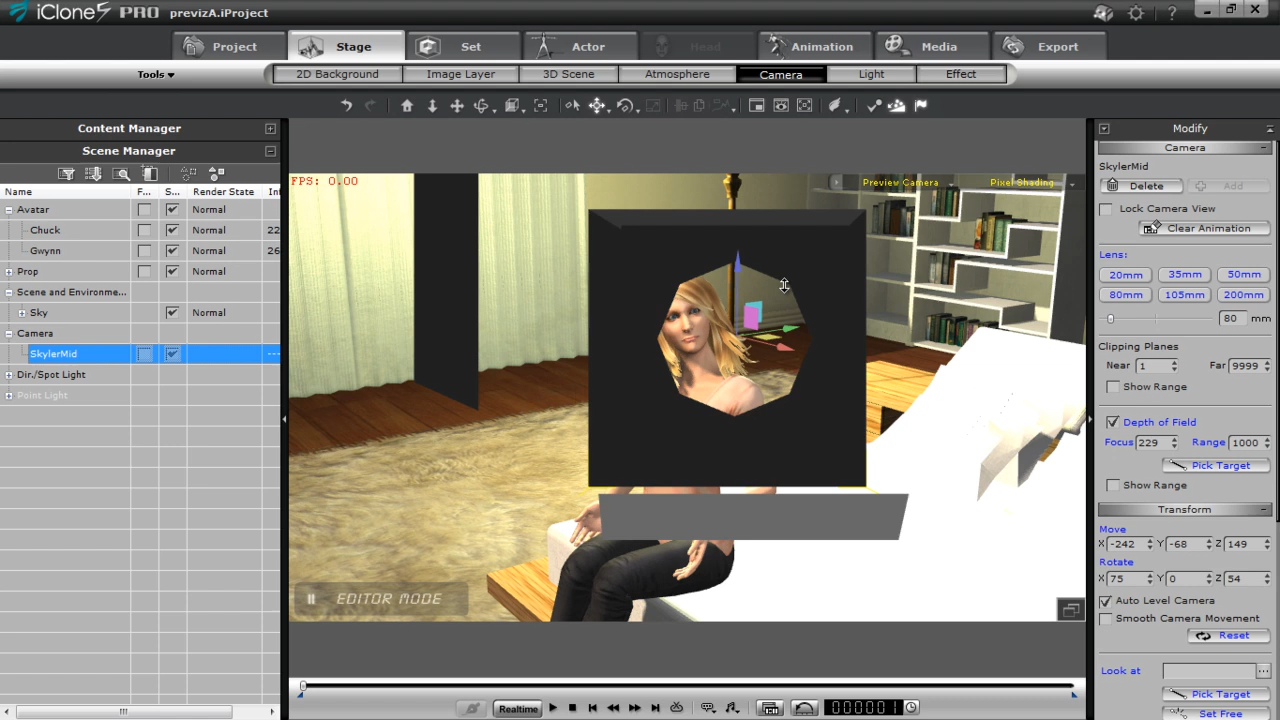 iClone5 PRO previzA.iProject
Project Stage Set Actor Head Animation Media Export
Tools 2D Background Image Layer 3D Scene Atmosphere Camera Light Effect
Content Manager
Scene Manager
Name F... S... Render State
Avatar Normal
Chuck Normal 22
Gwynn Normal 26
Prop Normal
Scene and Environme...
Sky Normal
Camera
SkylerMid ---
Dir./Spot Light
Point Light
FPS: 0.00 Preview Camera Pixel Shading
EDITOR MODE
Realtime 000001
Modify
Camera
SkylerMid
Delete Add
Lock Camera View
Clear Animation
Lens:
20mm 35mm 50mm
80mm 105mm 200mm
80 mm
Clipping Planes
Near 1 Far 9999
Show Range
Depth of Field
Focus 229 Range 1000
Pick Target
Show Range
Transform
Move
X -242 Y -68 Z 149
Rotate
X 75 Y 0 Z 54
Auto Level Camera
Smooth Camera Movement
Reset
Look at ...
Pick Target
Set Free